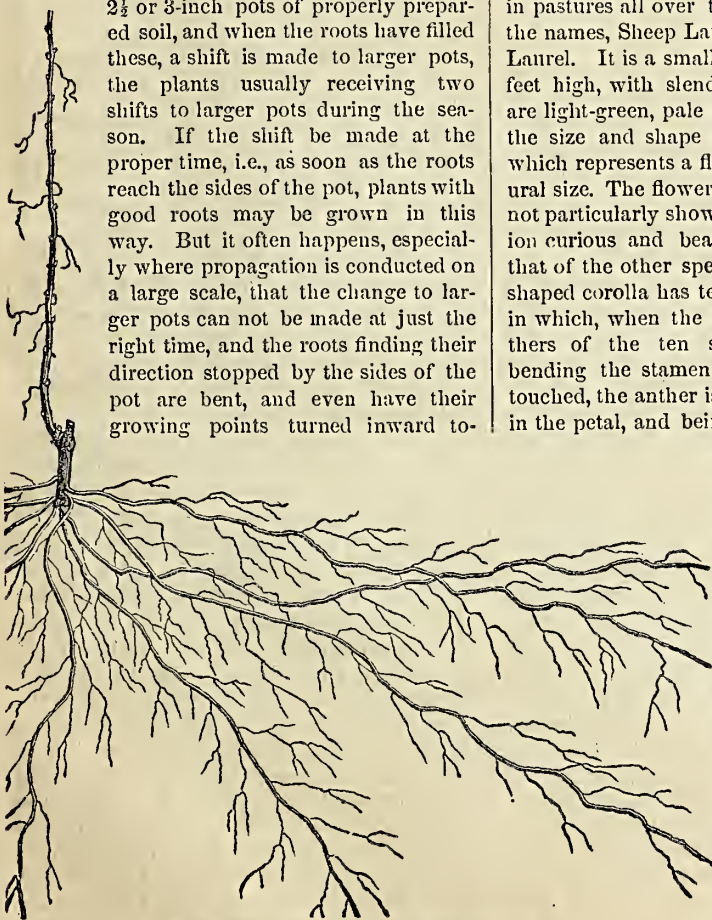 2½ or 3-inch pots of properly prepar-
ed soil, and when the roots have filled
these, a shift is made to larger pots,
the plants usually receiving two
shifts to larger pots during the sea-
son. If the shift be made at the
proper time, i.e., as soon as the roots
reach the sides of the pot, plants with
good roots may be grown in this
way. But it often happens, especial-
ly where propagation is conducted on
a large scale, that the change to lar-
ger pots can not be made at just the
right time, and the roots finding their
direction stopped by the sides of the
pot are bent, and even have their
growing points turned inward to-
in pastures all over
the names, Sheep
Laurel. It is a small
feet high, with
are light-green, pale
the size and shape
which represents a
ural size. The
not particularly
ion curious and
that of the other
shaped corolla has
in which, when the
thers of the ten
bending the
touched, the anther
in the petal, and